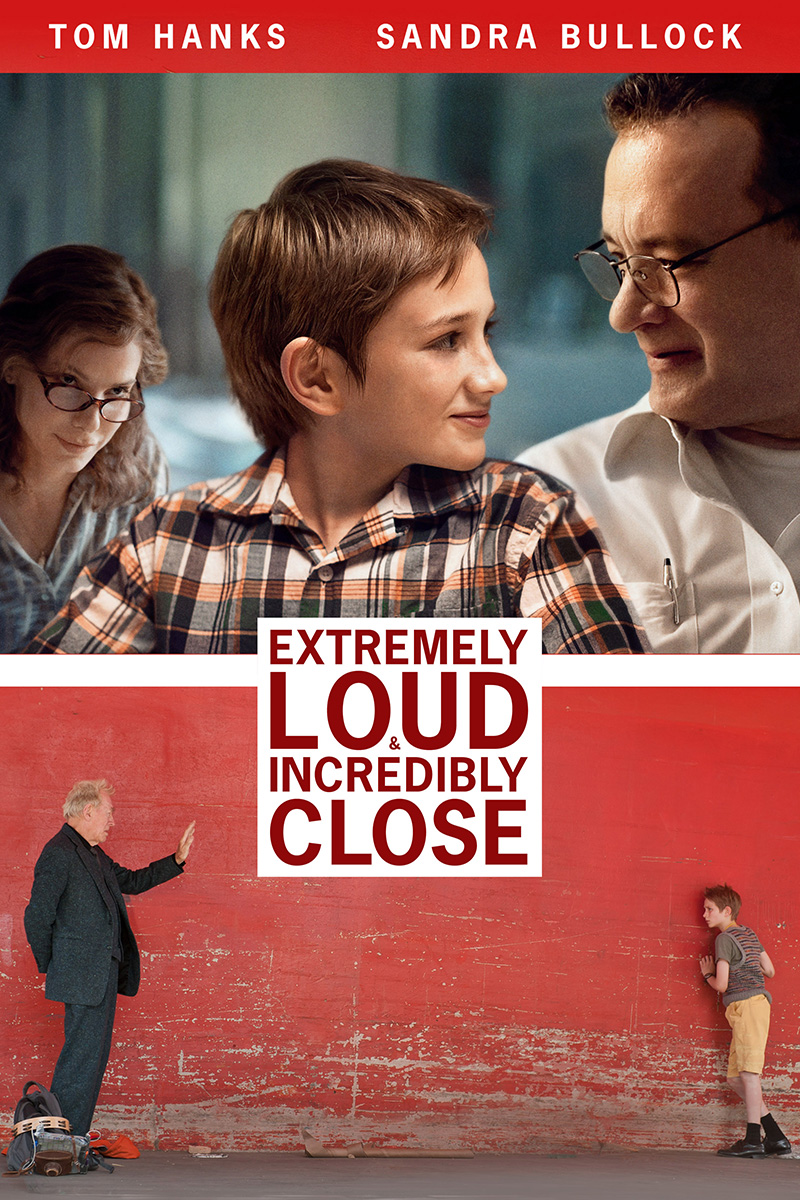 TOM HANKS SANDRA BULLOCK
EXTREMELY
LOUD
&
INCREDIBLY
CLOSE